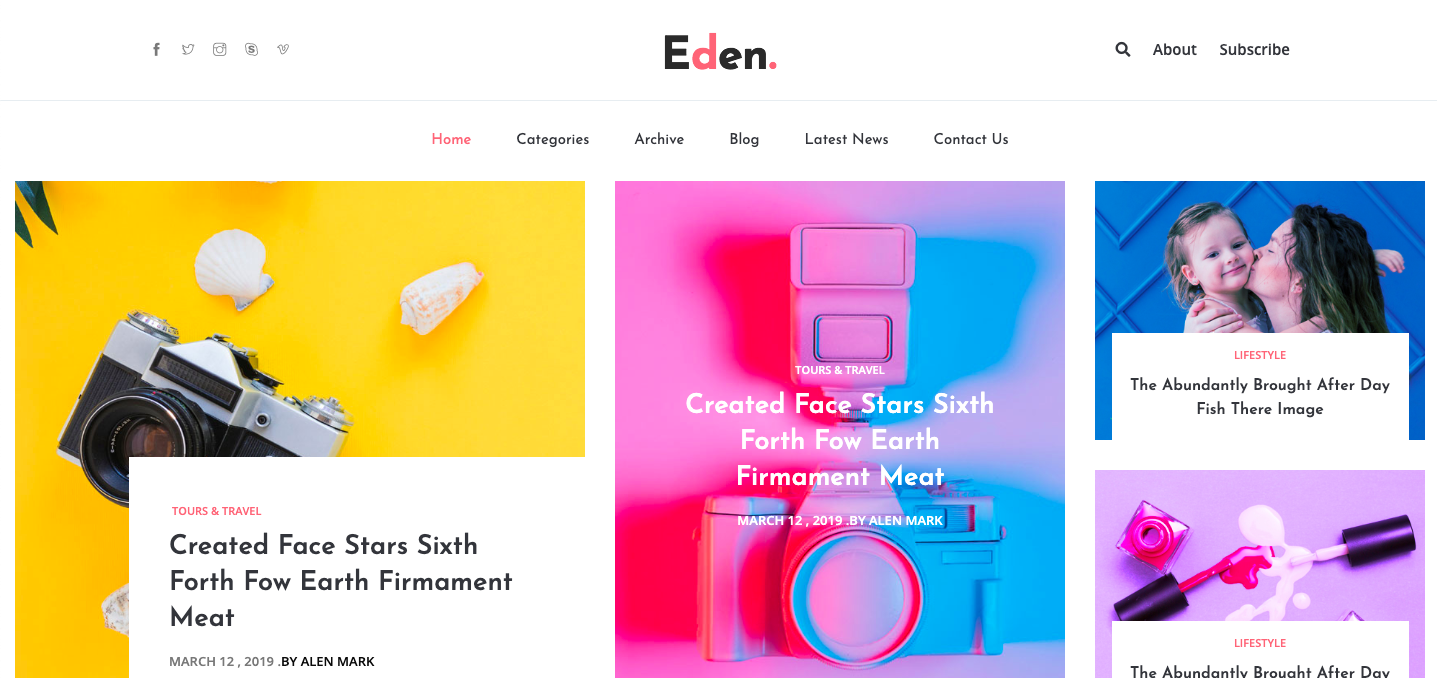 Eden.
About Subscribe
Home Categories Archive Blog Latest News Contact Us
TOURS & TRAVEL
Created Face Stars Sixth
Forth Fow Earth Firmament
Meat
MARCH 12 , 2019 .BY ALEN MARK
TOURS & TRAVEL
Created Face Stars Sixth
Forth Fow Earth
Firmament Meat
MARCH 12 , 2019 .BY ALEN MARK
LIFESTYLE
The Abundantly Brought After Day
Fish There Image
LIFESTYLE
The Abundantly Brought After Day